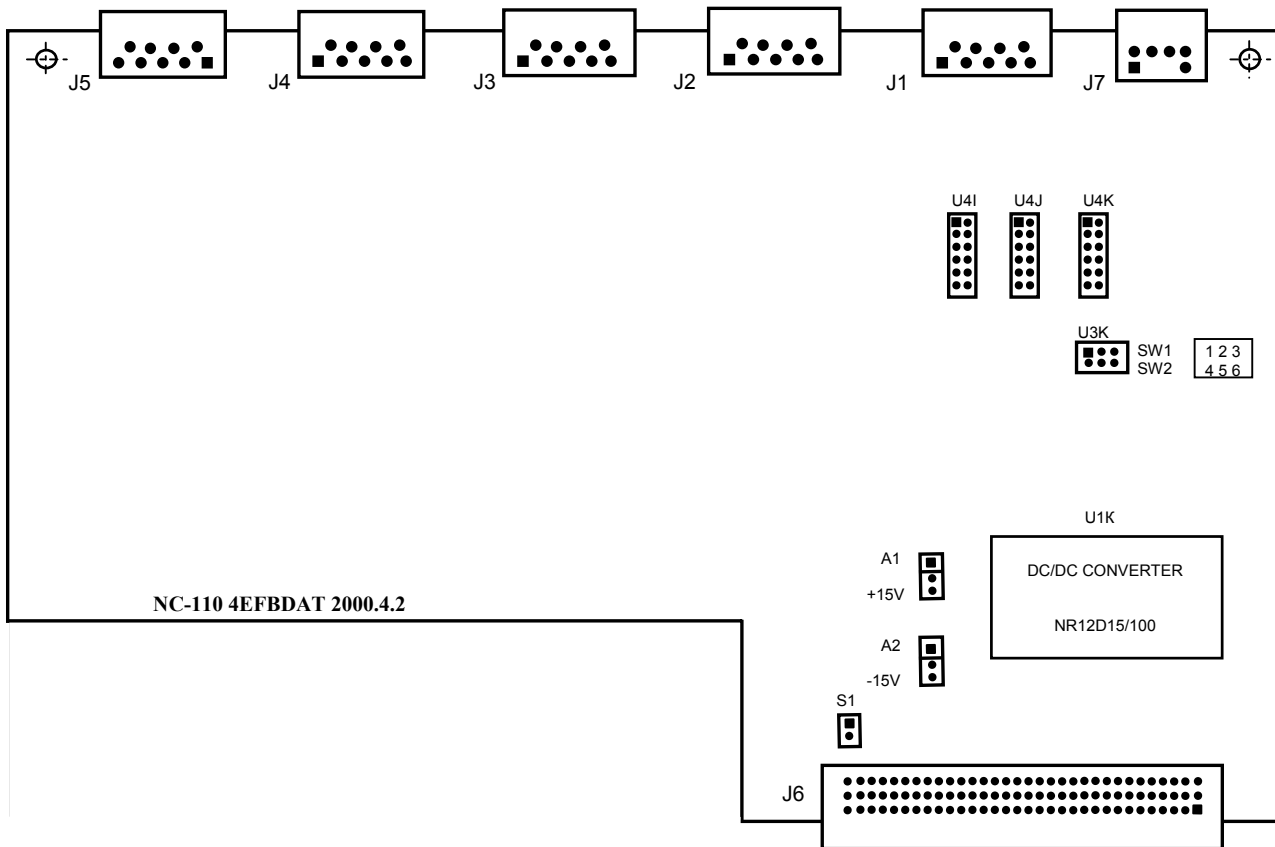 J5 J4 J3 J2 J1 J7
U4I U4J U4K
U3K
SW1 1 2 3
SW2 4 5 6
U1K
A1
DC/DC CONVERTER
+15V
NC-110 4EFBDAT 2000.4.2
NR12D15/100
A2
-15V
S1
J6